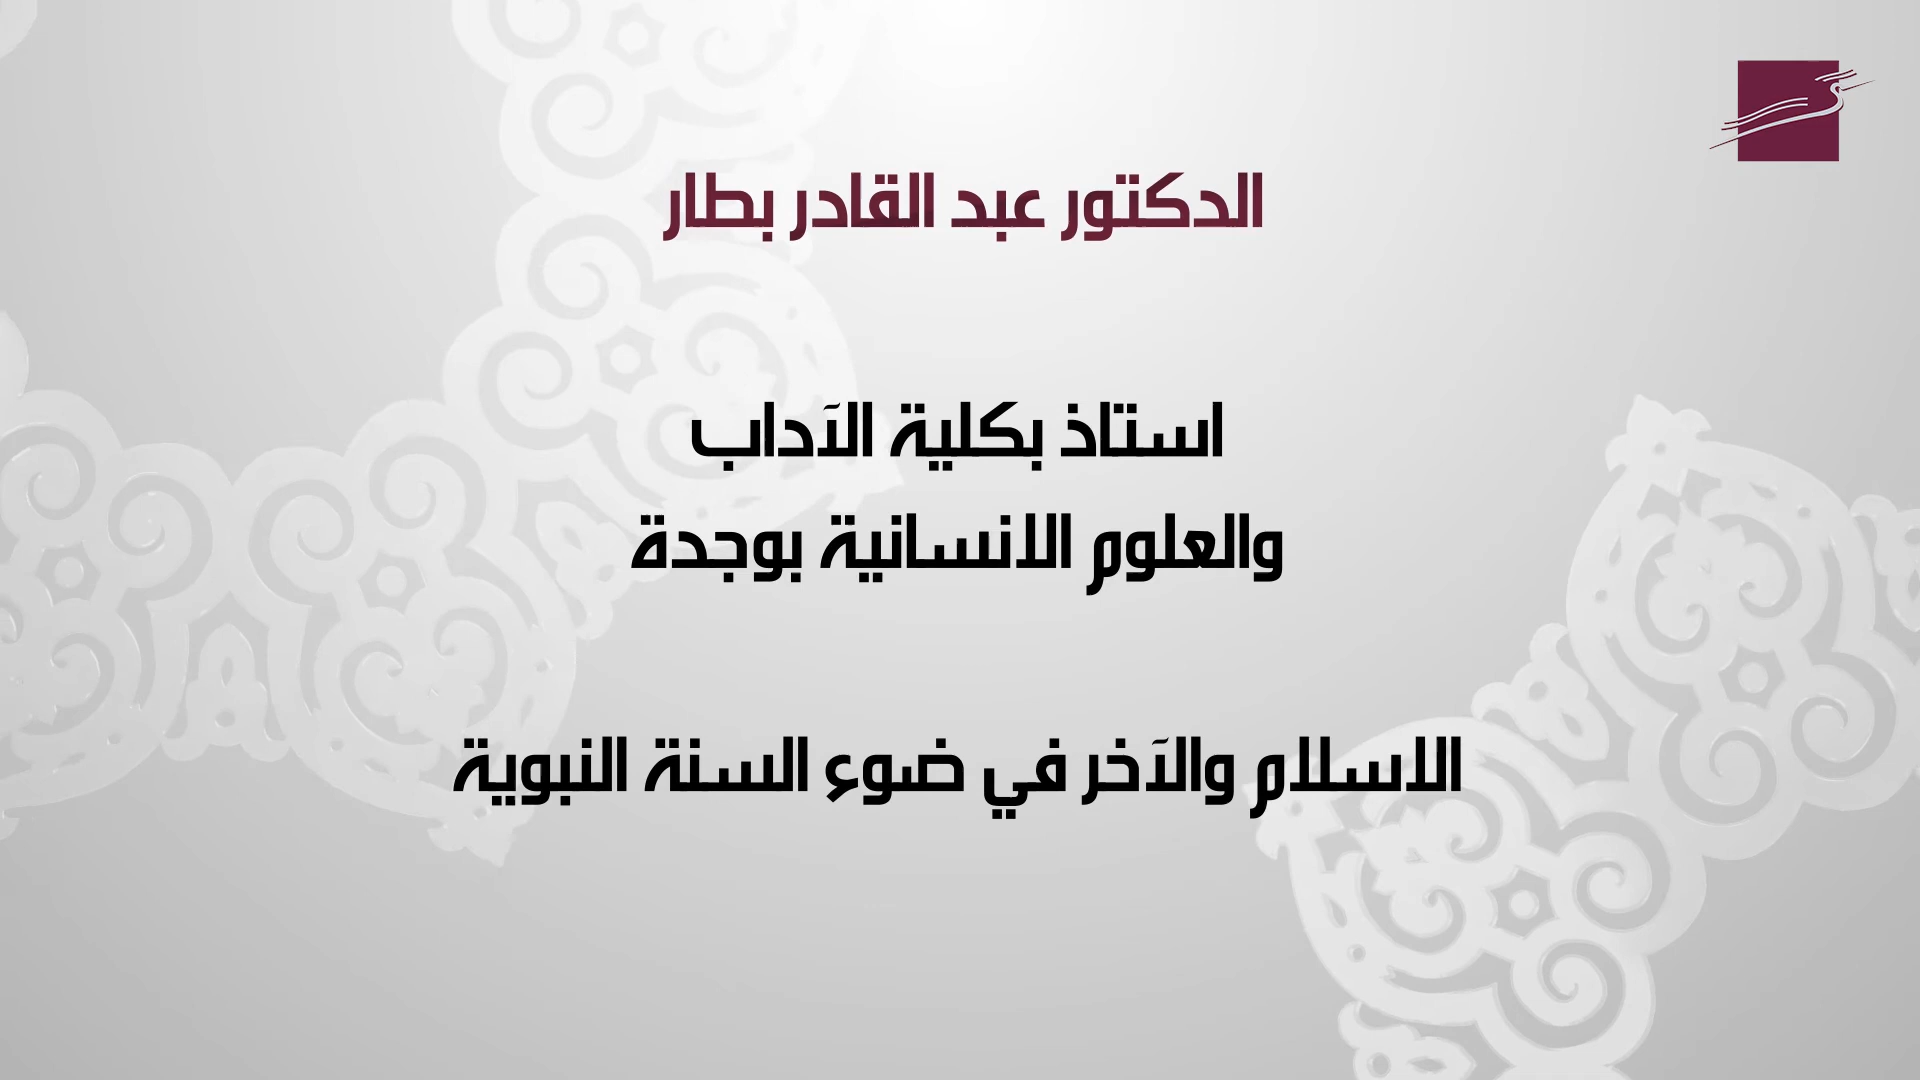 الدكتور عبد القادر بطار
استاذ بكلية الآداب
والعلوم الانسانية بوجدة
الاسلام والآخر في ضوء السنة النبوية